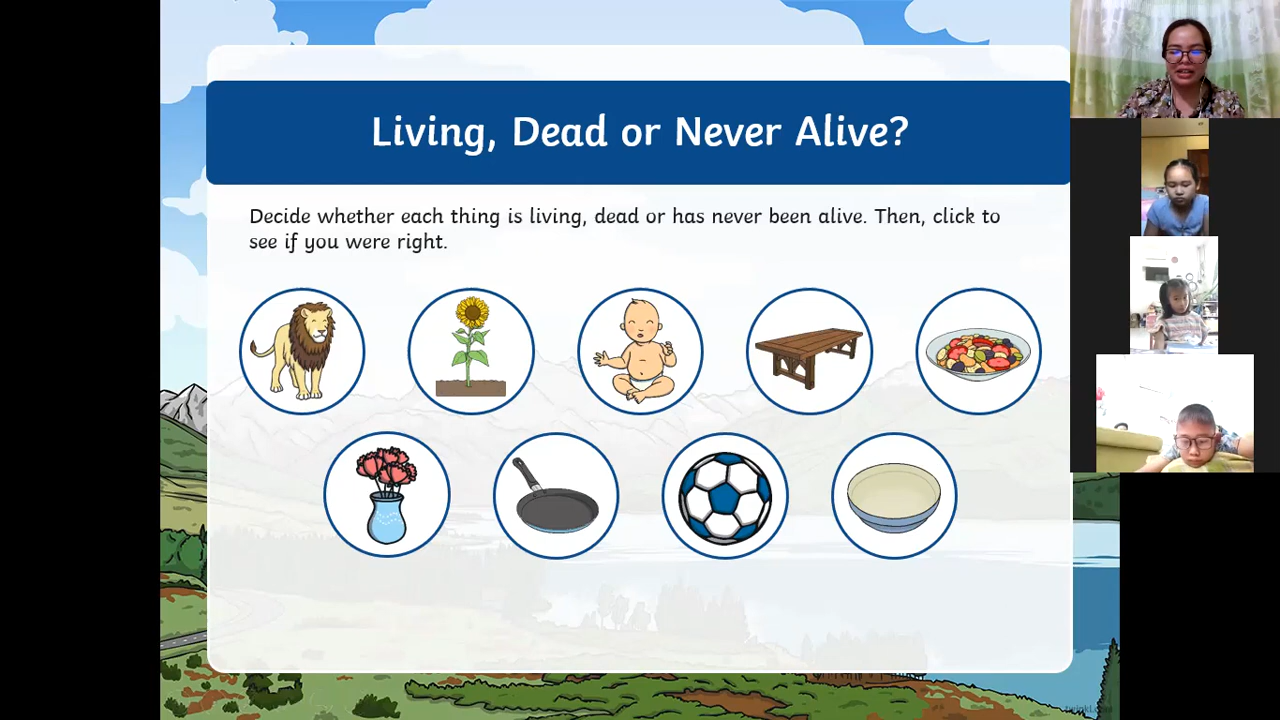 Living, Dead or Never Alive?
Decide whether each thing is living, dead or has never been alive. Then, click to
see if you were right.